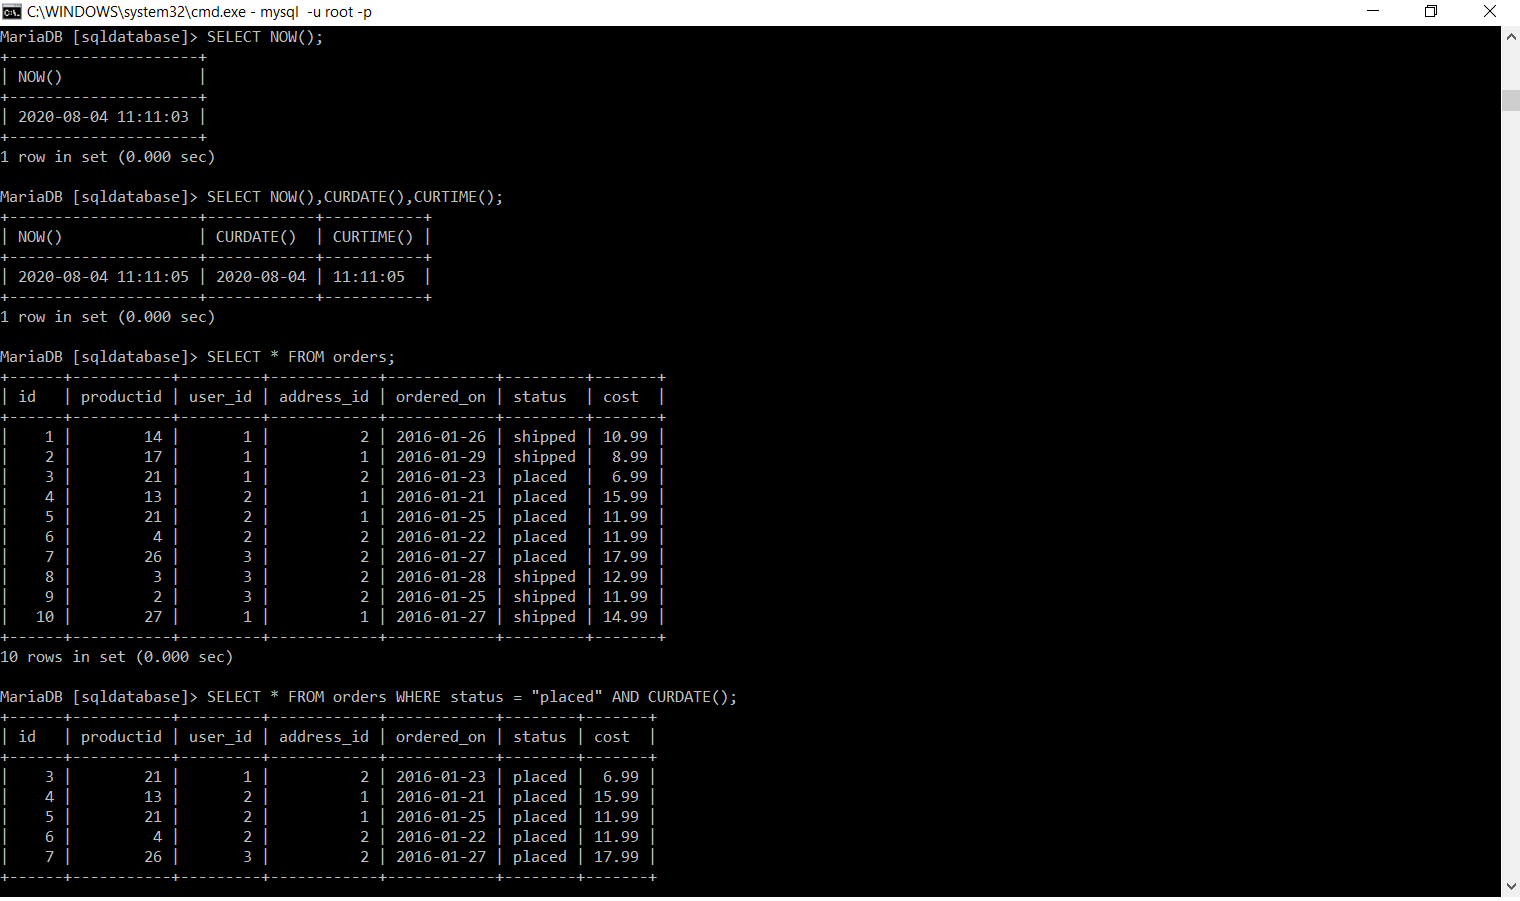 C:\WINDOWS\system32\cmd.exe - mysql  -u root -p
MariaDB [sqldatabase]> SELECT NOW();
+---------------------+
| NOW()               |
+---------------------+
| 2020-08-04 11:11:03 |
+---------------------+
1 row in set (0.000 sec)

MariaDB [sqldatabase]> SELECT NOW(),CURDATE(),CURTIME();
+---------------------+------------+-----------+
| NOW()               | CURDATE()  | CURTIME() |
+---------------------+------------+-----------+
| 2020-08-04 11:11:05 | 2020-08-04 | 11:11:05  |
+---------------------+------------+-----------+
1 row in set (0.000 sec)

MariaDB [sqldatabase]> SELECT * FROM orders;
+------+-----------+---------+------------+------------+---------+-------+
| id   | productid | user_id | address_id | ordered_on | status  | cost  |
+------+-----------+---------+------------+------------+---------+-------+
|    1 |        14 |       1 |          2 | 2016-01-26 | shipped | 10.99 |
|    2 |        17 |       1 |          1 | 2016-01-29 | shipped |  8.99 |
|    3 |        21 |       1 |          2 | 2016-01-23 | placed  |  6.99 |
|    4 |        13 |       2 |          1 | 2016-01-21 | placed  | 15.99 |
|    5 |        21 |       2 |          1 | 2016-01-25 | placed  | 11.99 |
|    6 |         4 |       2 |          2 | 2016-01-22 | placed  | 11.99 |
|    7 |        26 |       3 |          2 | 2016-01-27 | placed  | 17.99 |
|    8 |         3 |       3 |          2 | 2016-01-28 | shipped | 12.99 |
|    9 |         2 |       3 |          2 | 2016-01-25 | shipped | 11.99 |
|   10 |        27 |       1 |          1 | 2016-01-27 | shipped | 14.99 |
+------+-----------+---------+------------+------------+---------+-------+
10 rows in set (0.000 sec)

MariaDB [sqldatabase]> SELECT * FROM orders WHERE status = "placed" AND CURDATE();
+------+-----------+---------+------------+------------+--------+-------+
| id   | productid | user_id | address_id | ordered_on | status | cost  |
+------+-----------+---------+------------+------------+--------+-------+
|    3 |        21 |       1 |          2 | 2016-01-23 | placed |  6.99 |
|    4 |        13 |       2 |          1 | 2016-01-21 | placed | 15.99 |
|    5 |        21 |       2 |          1 | 2016-01-25 | placed | 11.99 |
|    6 |         4 |       2 |          2 | 2016-01-22 | placed | 11.99 |
|    7 |        26 |       3 |          2 | 2016-01-27 | placed | 17.99 |
+------+-----------+---------+------------+------------+--------+-------+